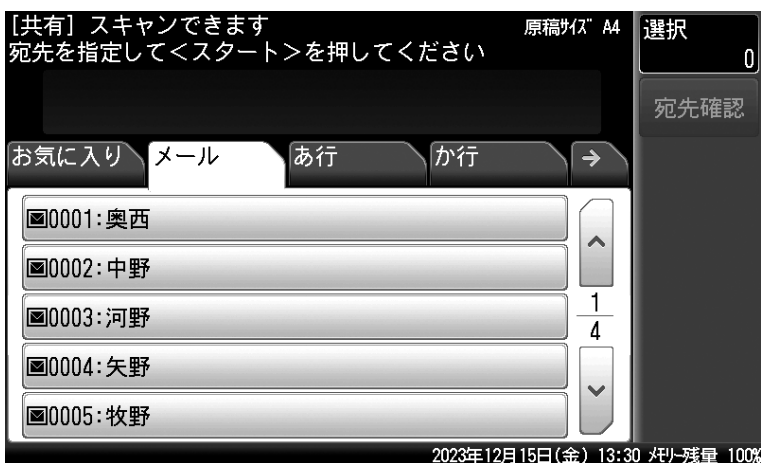 [共有] スキャンできます
原稿ｻｲｽﾞ A4
宛先を指定して＜スタート＞を押してください
選択
0
宛先確認
お気に入り
メール
あ行
か行
→
0001:奥西
0002:中野
0003:河野
0004:矢野
0005:牧野
1
4
2023年12月15日(金) 13:30 ﾒﾓﾘｰ残量 100%